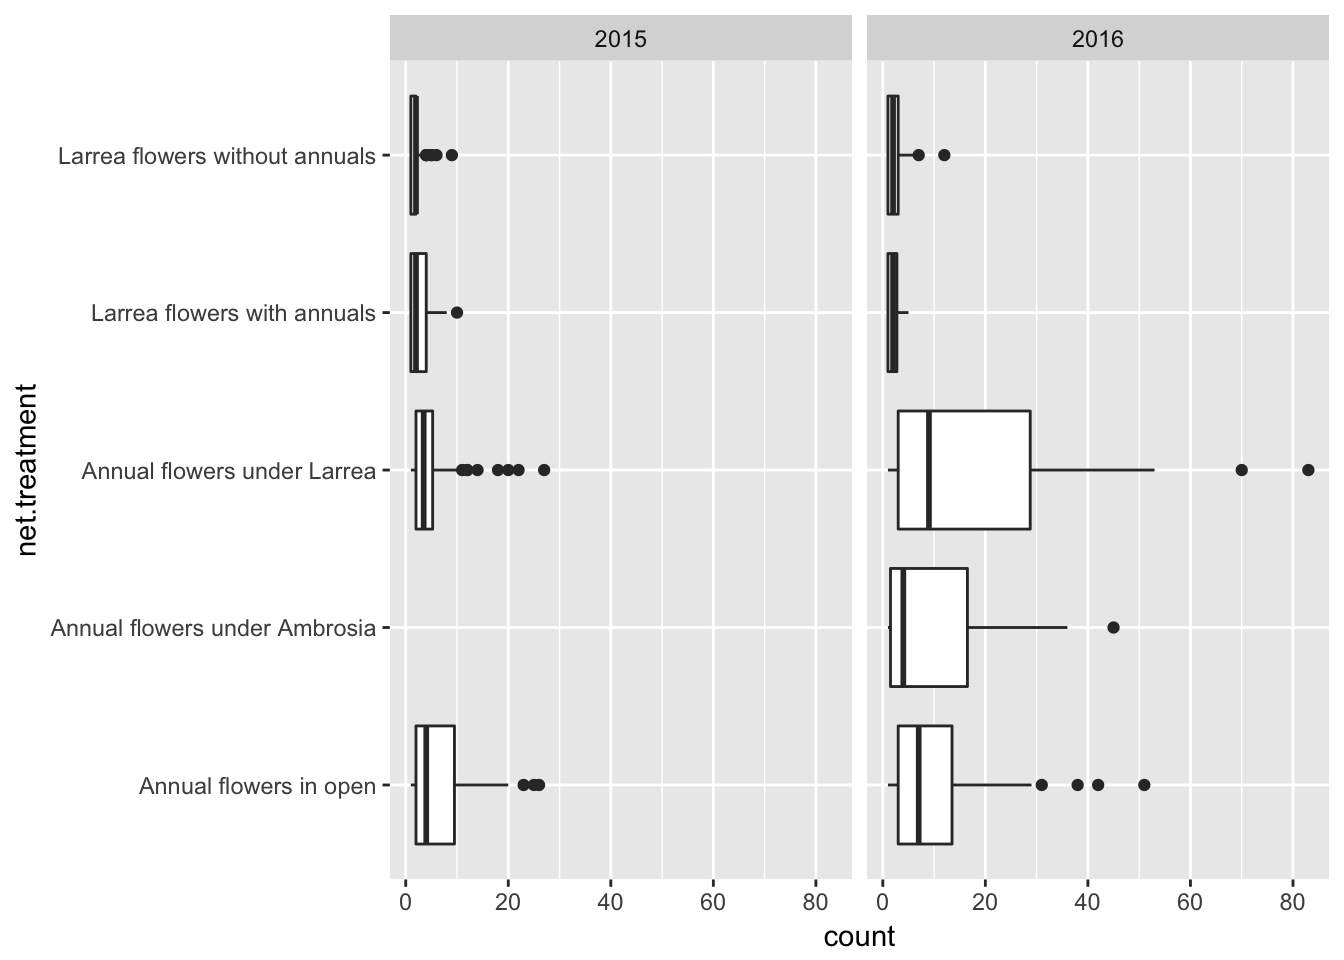 2015
2016
net.treatment
Larrea flowers without annuals
Larrea flowers with annuals
Annual flowers under Larrea
Annual flowers under Ambrosia
Annual flowers in open
0 20 40 60 80
0 20 40 60 80
count